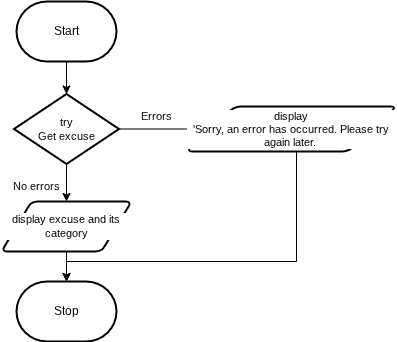 Start
try
Get excuse
Errors
display
'Sorry, an error has occurred. Please try
again later.'
No errors
display excuse and its
category
Stop